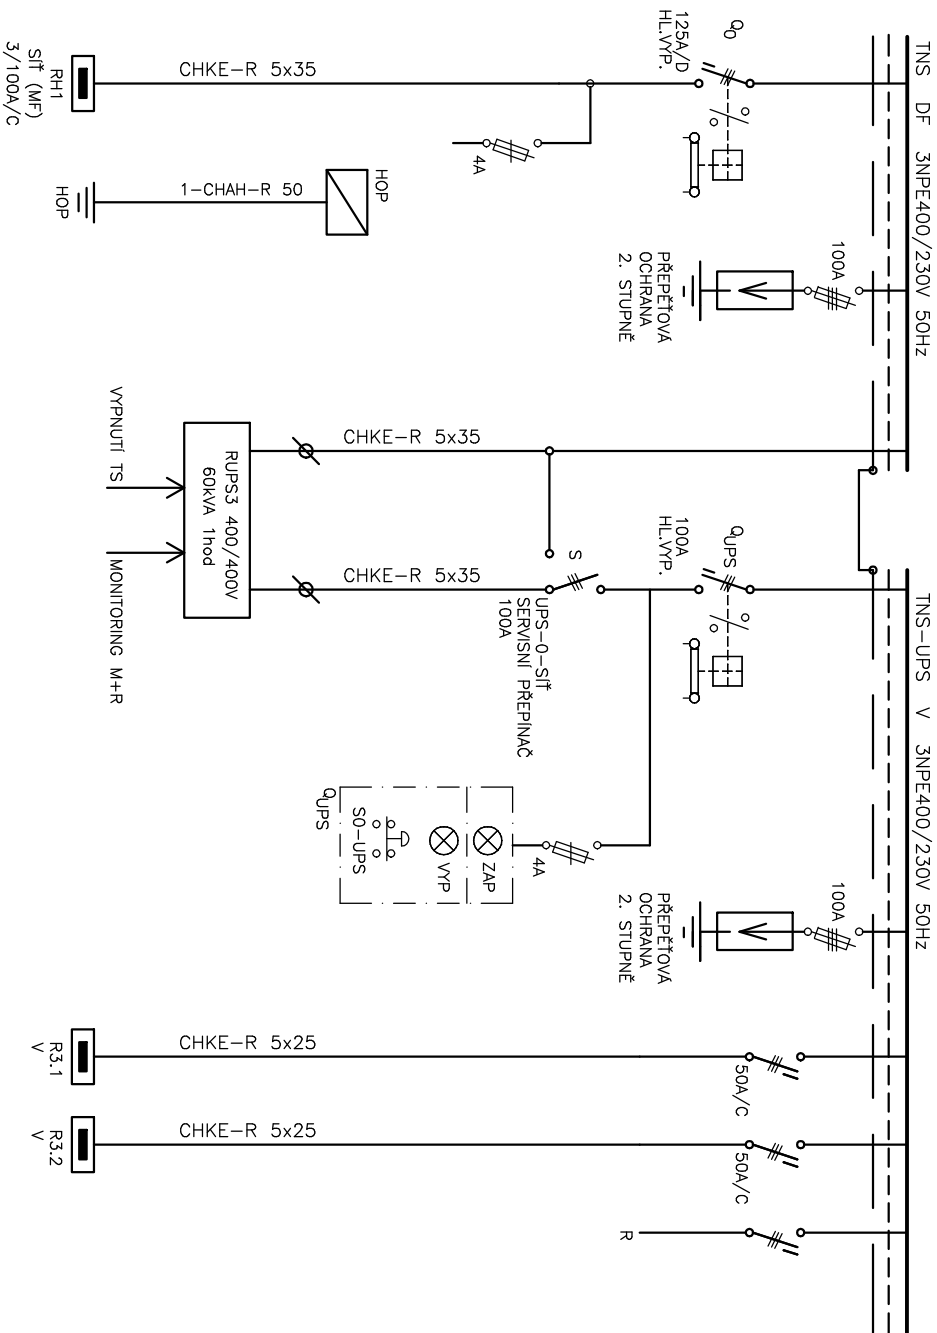 TNS DF 3NPE400/230V 50Hz
TNS-UPS V 3NPE400/230V 50Hz
Q0
125A/D
HL.VYP.
4A
CHKE-R 5x35
RH1
SÍŤ (MF)
3/100A/C
HOP
1-CHAH-R 50
HOP
100A
PŘEPĚŤOVÁ
OCHRANA
2. STUPNĚ
CHKE-R 5x35
RUPS3 400/400V
60kVA 1hod
VYPNUTÍ TS
MONITORING M+R
CHKE-R 5x35
QUPS
100A
HL.VYP.
S
UPS-0-SÍŤ
SERVISNÍ PŘEPÍNAČ
100A
4A
ZAP
VYP
S0-UPS
QUPS
100A
PŘEPĚŤOVÁ
OCHRANA
2. STUPNĚ
50A/C
CHKE-R 5x25
R3.1
V
50A/C
CHKE-R 5x25
R3.2
V
R